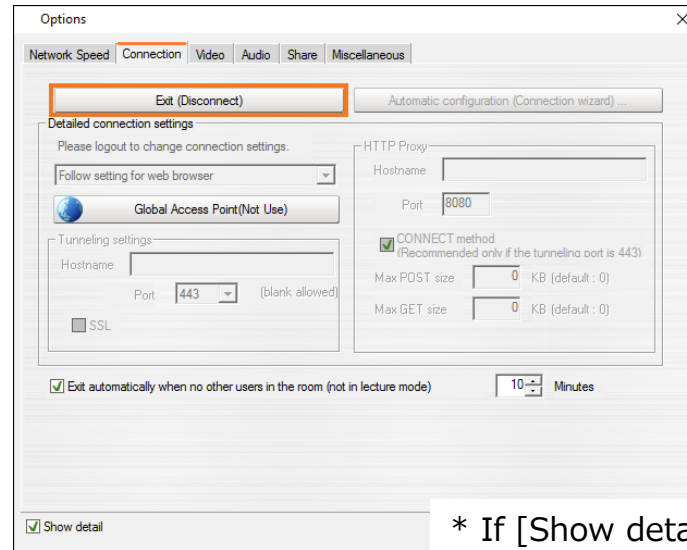 Options
Network Speed Connection Video Audio Share Miscellaneous
Exit (Disconnect) Automatic configuration (Connection wizard) ...
Detailed connection settings
Please logout to change connection settings.
Follow setting for web browser
Global Access Point(Not Use)
Tunneling settings
Hostname
Port 443 (blank allowed)
SSL
HTTP Proxy
Hostname
Port 8080
CONNECT method
(Recommended only if the tunneling port is 443)
Max POST size 0 KB (default : 0)
Max GET size 0 KB (default : 0)
Exit automatically when no other users in the room (not in lecture mode) 10 Minutes
Show detail
* If [Show deta